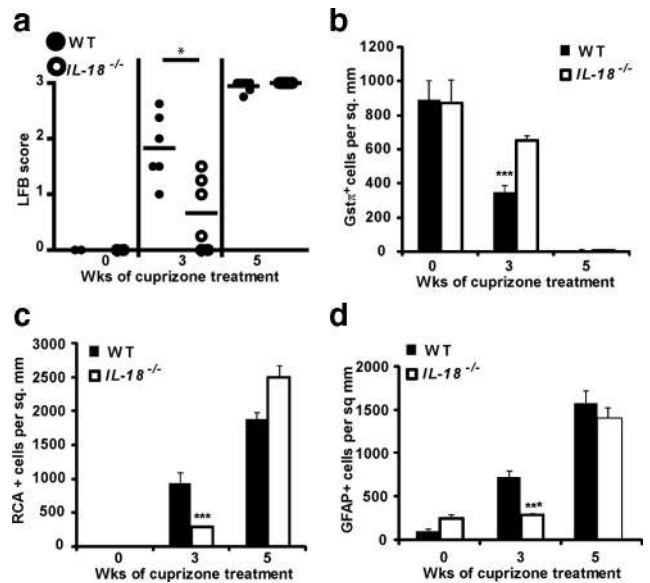 a
WT
IL-18 -/-
*
LFB score
3
2
1
0
0 3 5
Wks of cuprizone treatment
b
WT
IL-18 -/-
Gstπ+ cells per sq. mm
1200
1000
800
600
400
200
0
***
0 3 5
Wks of cuprizone treatment
c
WT
IL-18 -/-
RCA + cells per sq. mm
3000
2500
2000
1500
1000
500
0
***
0 3 5
Wks of cuprizone treatment
d
WT
IL-18 -/-
GFAP+ cells per sq mm
2000
1500
1000
500
0
***
0 3 5
Wks of cuprizone treatment